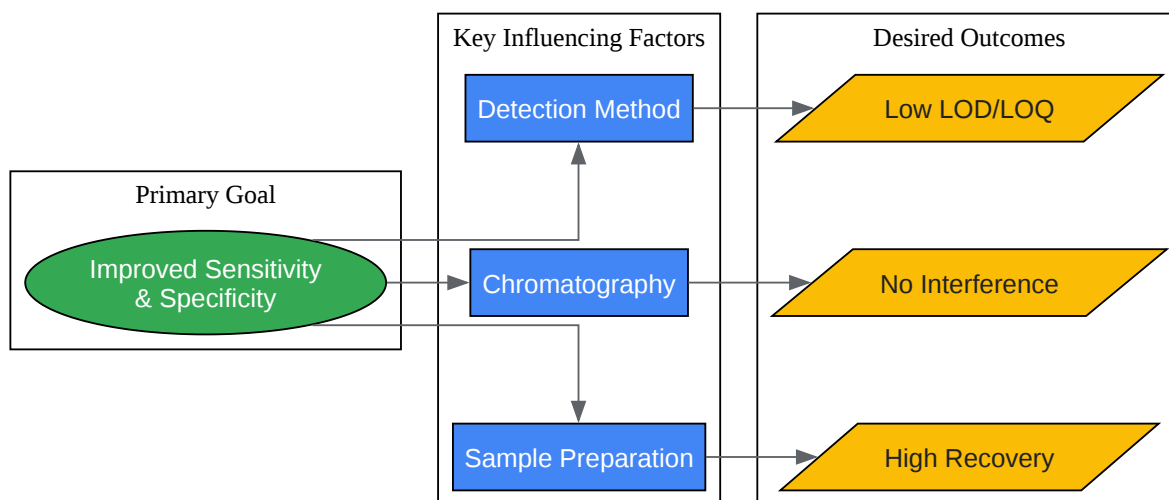 Key Influencing Factors
Desired Outcomes
Detection Method
Low LOD/LOQ
Primary Goal
Improved Sensitivity
& Specificity
Chromatography
No Interference
Sample Preparation
High Recovery